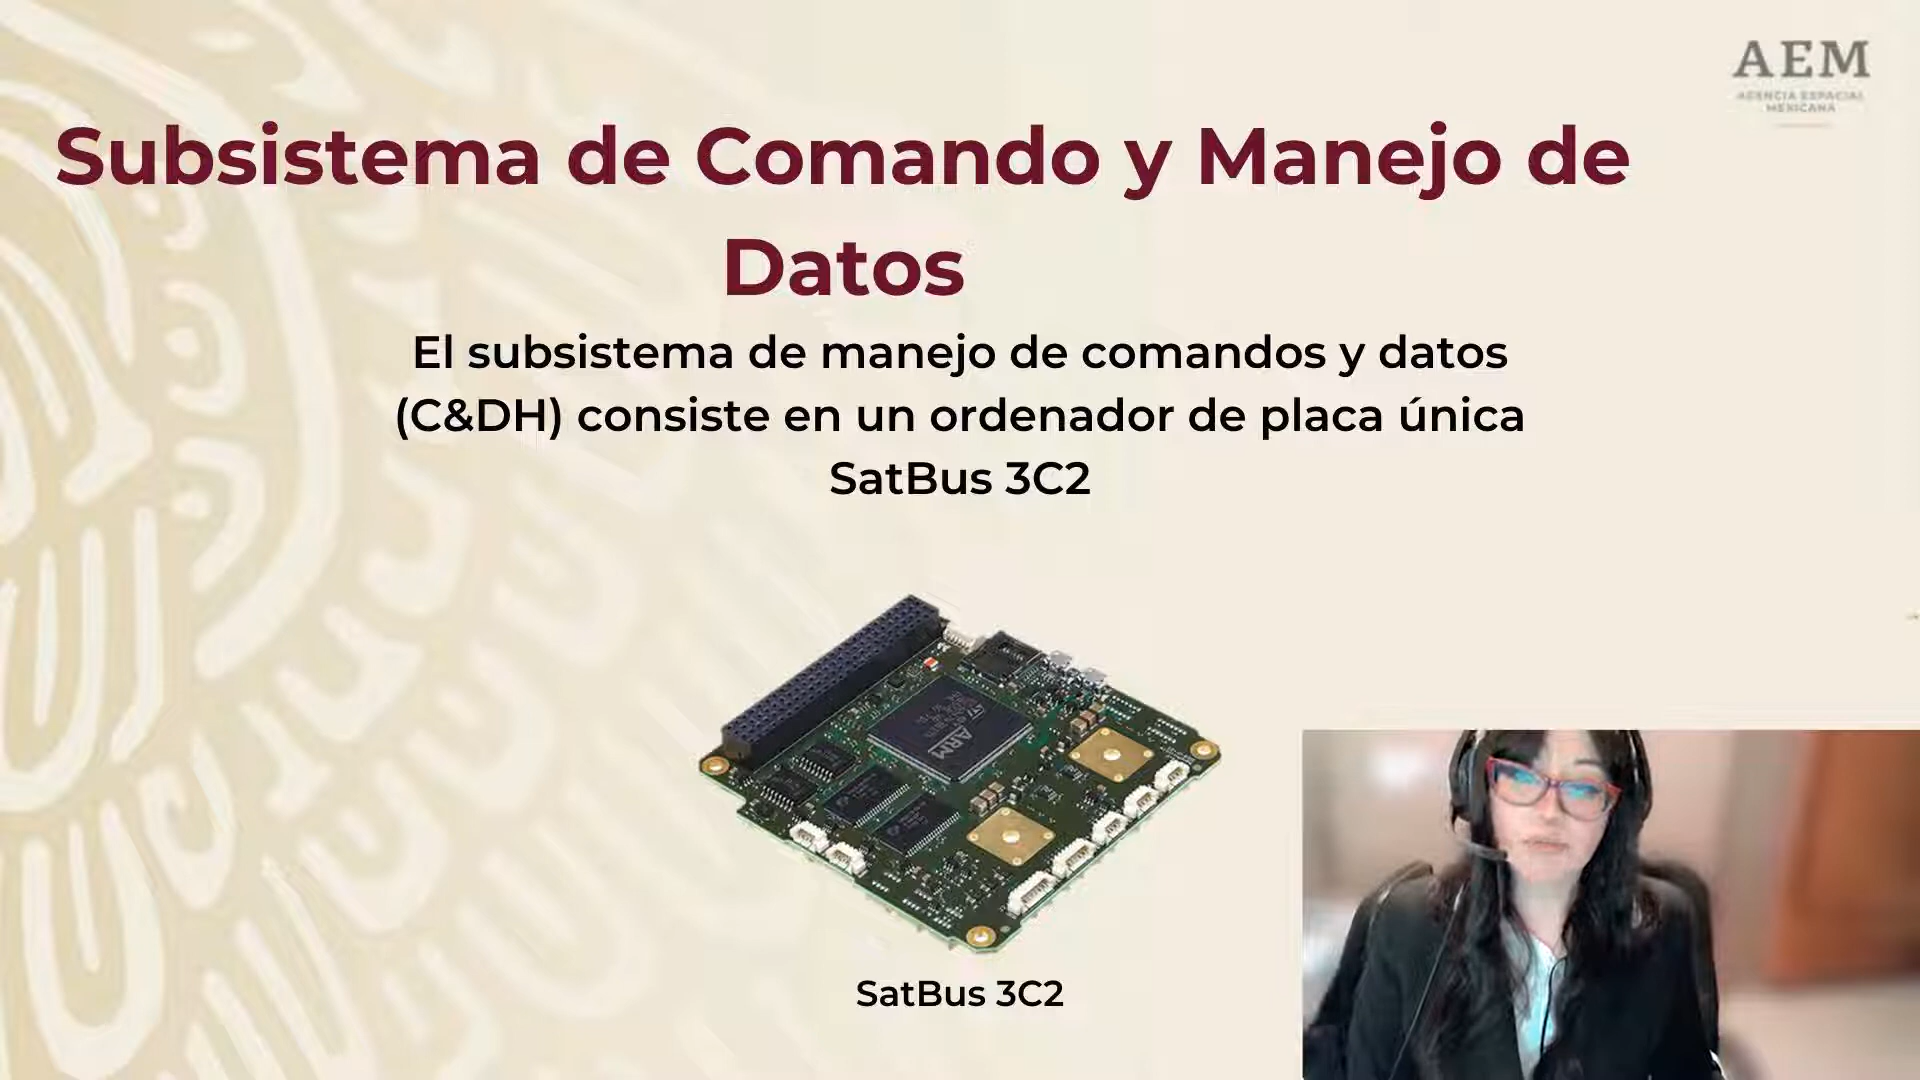 AEM
AGENCIA ESPACIAL
MEXICANA
Subsistema de Comando y Manejo de
Datos
El subsistema de manejo de comandos y datos
(C&DH) consiste en un ordenador de placa única
SatBus 3C2
ARM
SatBus 3C2